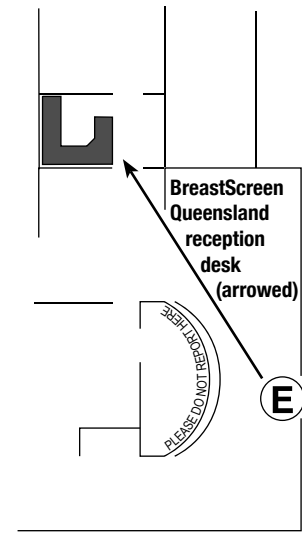 BreastScreen
Queensland
reception
desk
(arrowed)
PLEASE DO NOT REPORT HERE
E